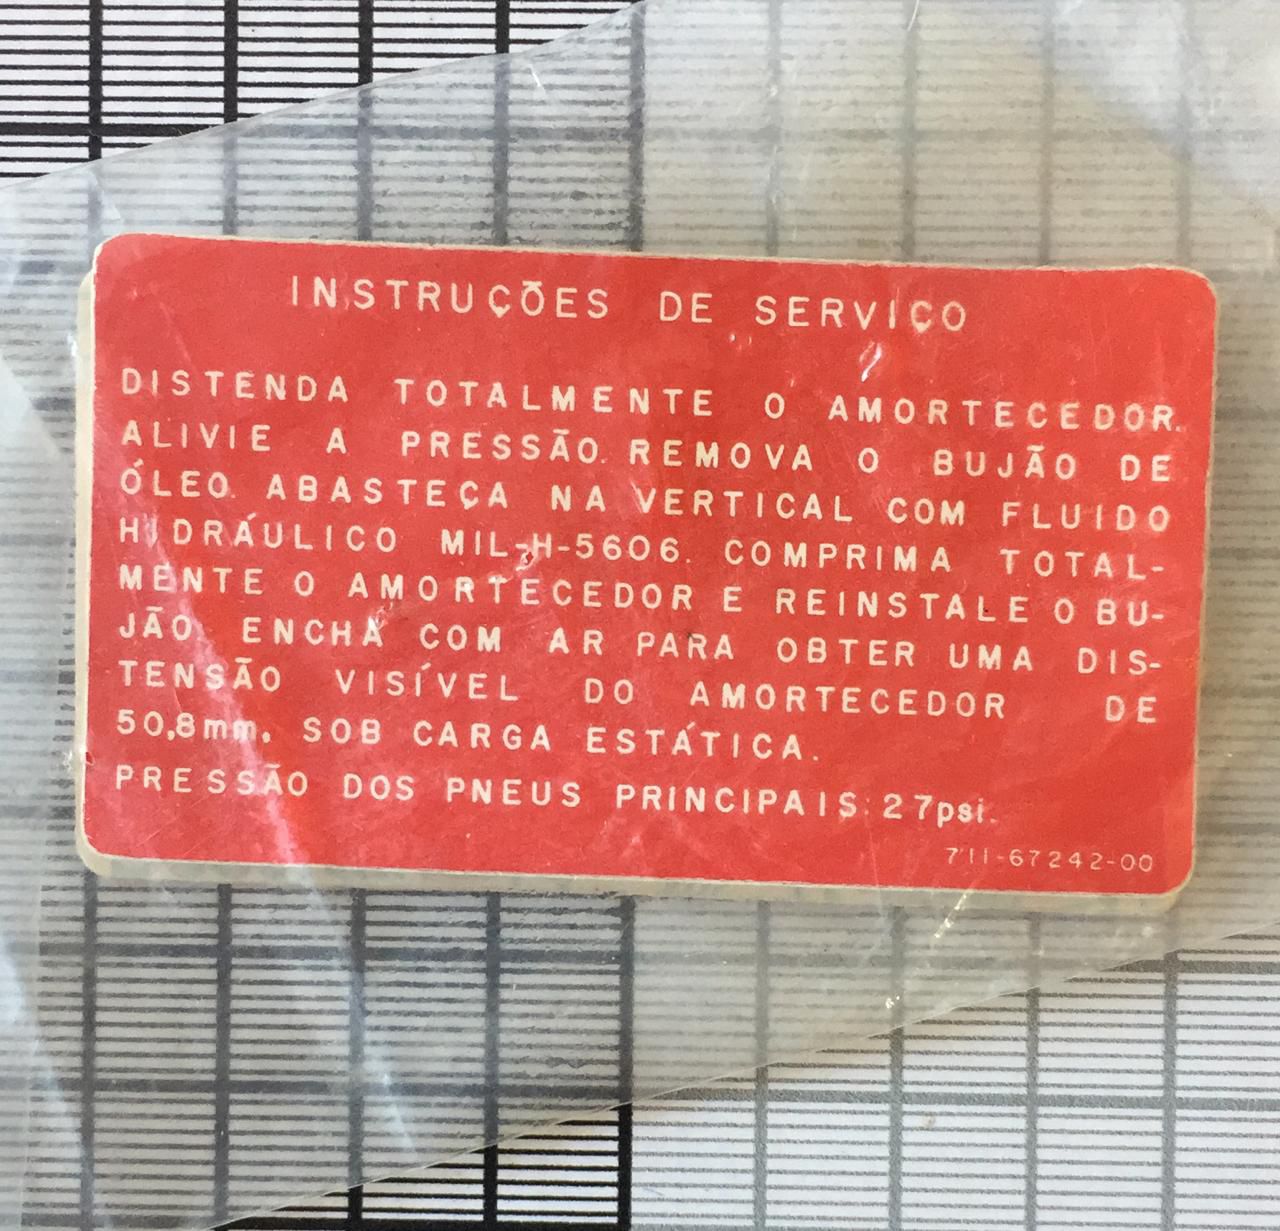 INSTRUÇÕES DE SERVIÇO
DISTENDA TOTALMENTE O AMORTECEDOR.
ALIVIE A PRESSÃO. REMOVA O BUJÃO DE
ÓLEO. ABASTEÇA NA VERTICAL COM FLUIDO
HIDRÁULICO MIL-H-5606. COMPRIMA TOTAL-
MENTE O AMORTECEDOR E REINSTALE O BU-
JÃO. ENCHA COM AR PARA OBTER UMA DIS-
TENSÃO VISÍVEL DO AMORTECEDOR DE
50,8mm, SOB CARGA ESTÁTICA.
PRESSÃO DOS PNEUS PRINCIPAIS: 27psi.
711-67242-00